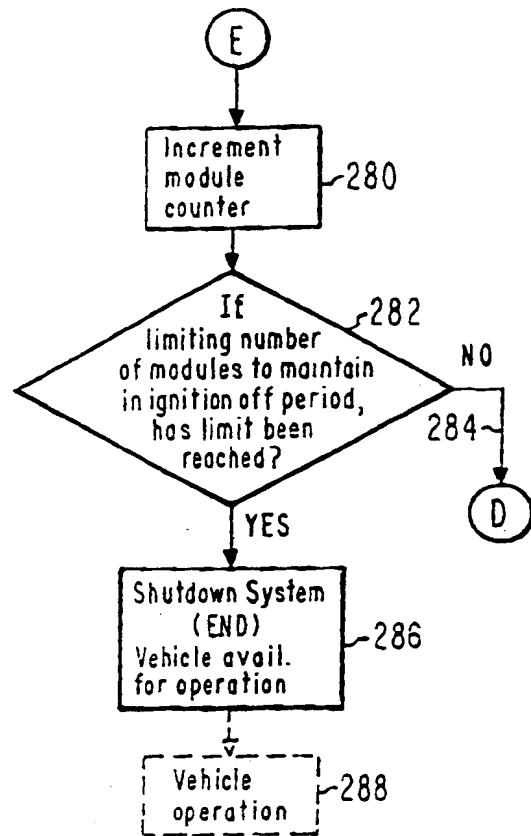 E
Increment
module
counter
280
If
limiting number
of modules to maintain
in ignition off period,
has limit been
reached?
282
NO
284
D
YES
Shutdown System
(END)
Vehicle avail.
for operation
286
Vehicle
operation
288